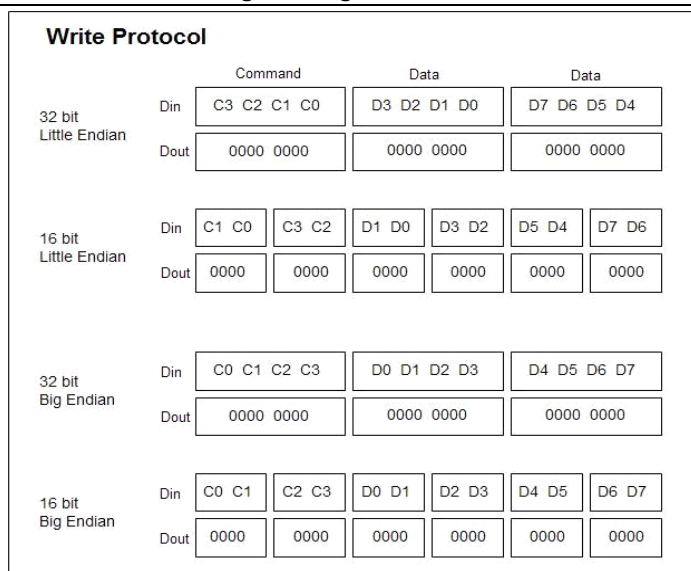 Write Protocol
Command Data Data
32 bit
Little Endian
Din C3 C2 C1 C0 D3 D2 D1 D0 D7 D6 D5 D4
Dout 0000 0000 0000 0000 0000 0000
16 bit
Little Endian
Din C1 C0 C3 C2 D1 D0 D3 D2 D5 D4 D7 D6
Dout 0000 0000 0000 0000 0000 0000
32 bit
Big Endian
Din C0 C1 C2 C3 D0 D1 D2 D3 D4 D5 D6 D7
Dout 0000 0000 0000 0000 0000 0000
16 bit
Big Endian
Din C0 C1 C2 C3 D0 D1 D2 D3 D4 D5 D6 D7
Dout 0000 0000 0000 0000 0000 0000